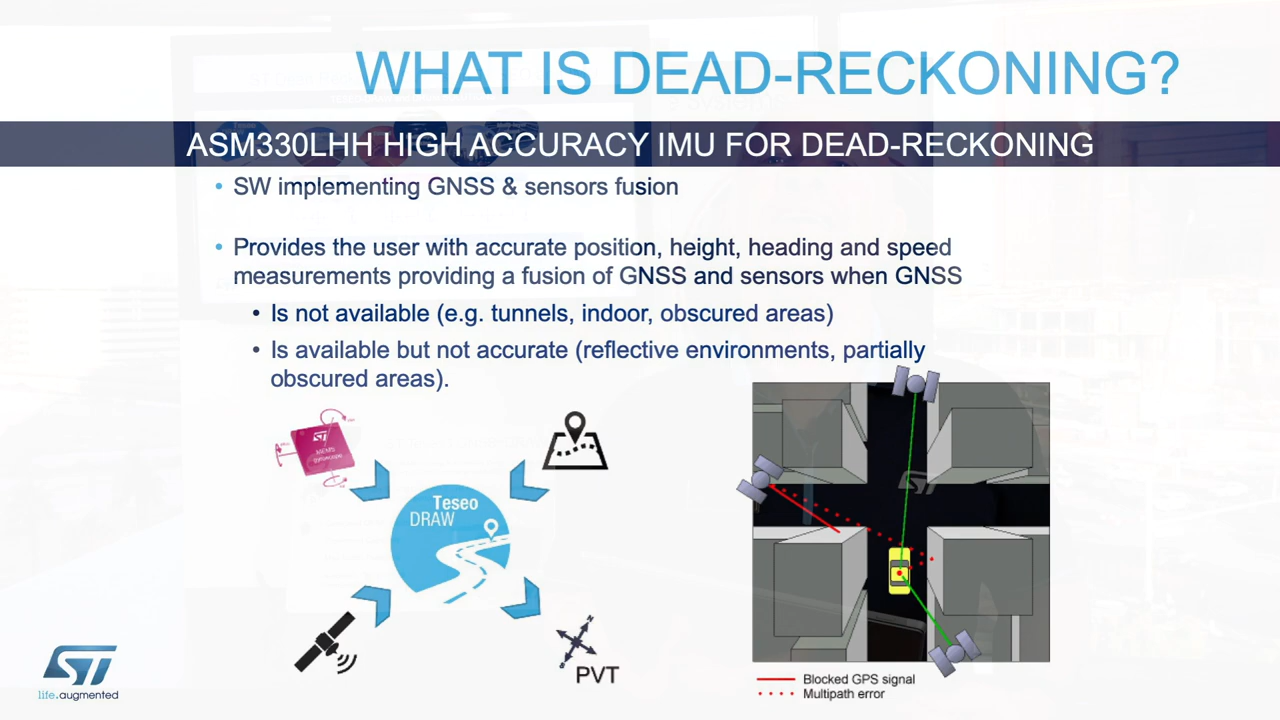 WHAT IS DEAD-RECKONING?
ASM330LHH HIGH ACCURACY IMU FOR DEAD-RECKONING
• SW implementing GNSS & sensors fusion
• Provides the user with accurate position, height, heading and speed
measurements providing a fusion of GNSS and sensors when GNSS
• Is not available (e.g. tunnels, indoor, obscured areas)
• Is available but not accurate (reflective environments, partially
obscured areas).
ST
Teseo
DRAW
N
PVT
ST
Blocked GPS signal
Multipath error
ST
life.augmented